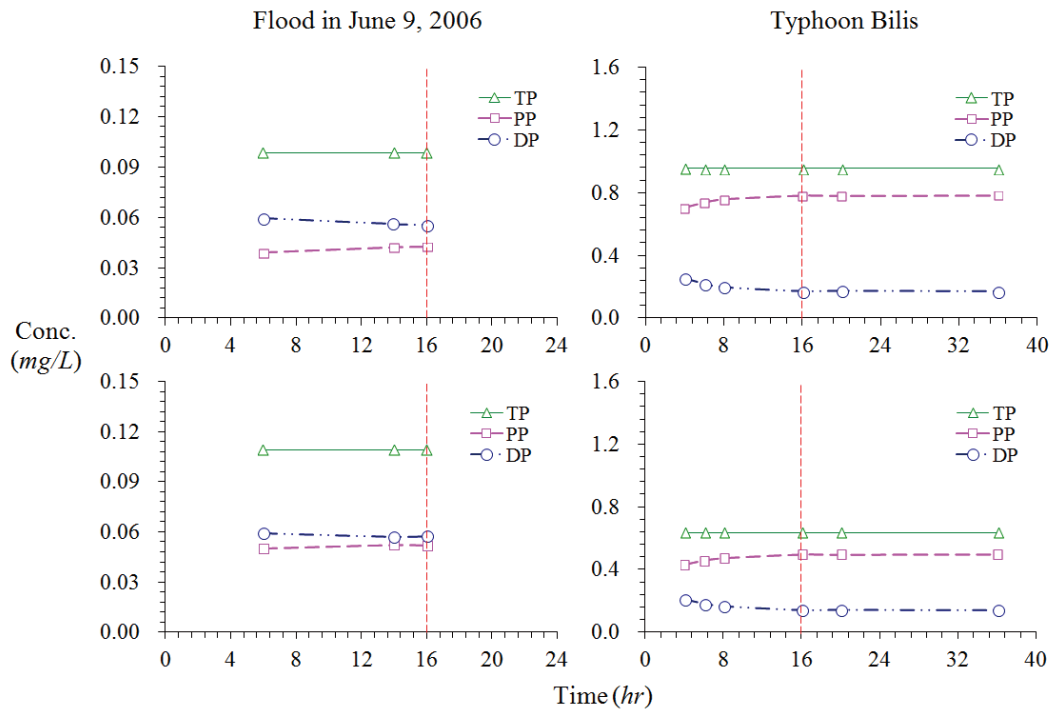 Flood in June 9, 2006
Typhoon Bilis
0.15
0.12
0.09
0.06
0.03
0.00
0 4 8 12 16 20 24
TP
PP
DP
1.6
1.2
0.8
0.4
0.0
0 8 16 24 32 40
TP
PP
DP
Conc.
(mg/L)
0.15
0.12
0.09
0.06
0.03
0.00
0 4 8 12 16 20 24
TP
PP
DP
1.6
1.2
0.8
0.4
0.0
0 8 16 24 32 40
TP
PP
DP
Time (hr)